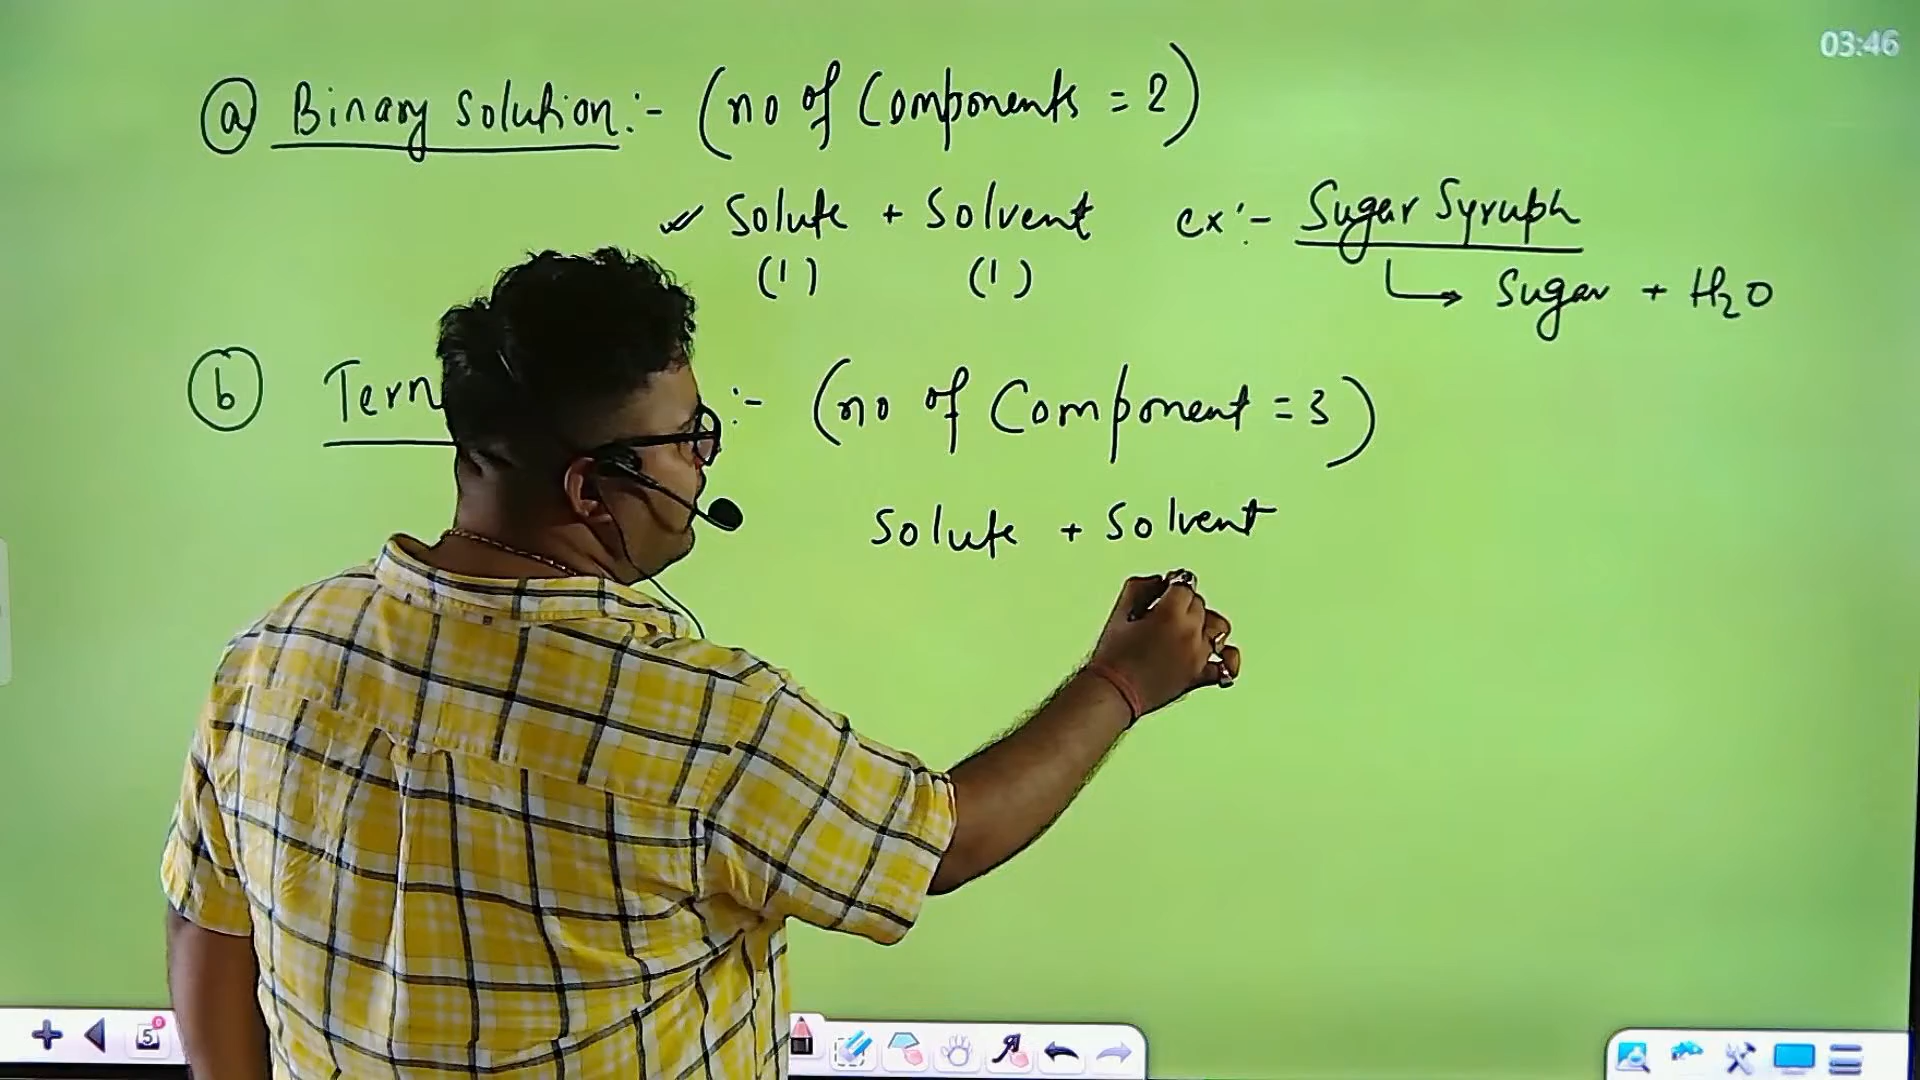 03:46
ⓐ Binary Solution :- (no of Components = 2)
Solute + Solvent ex:- Sugar Syruph
(1) (1) Sugar + H₂O
ⓑ :- (no of Component = 3)
Solute + Solvent
5